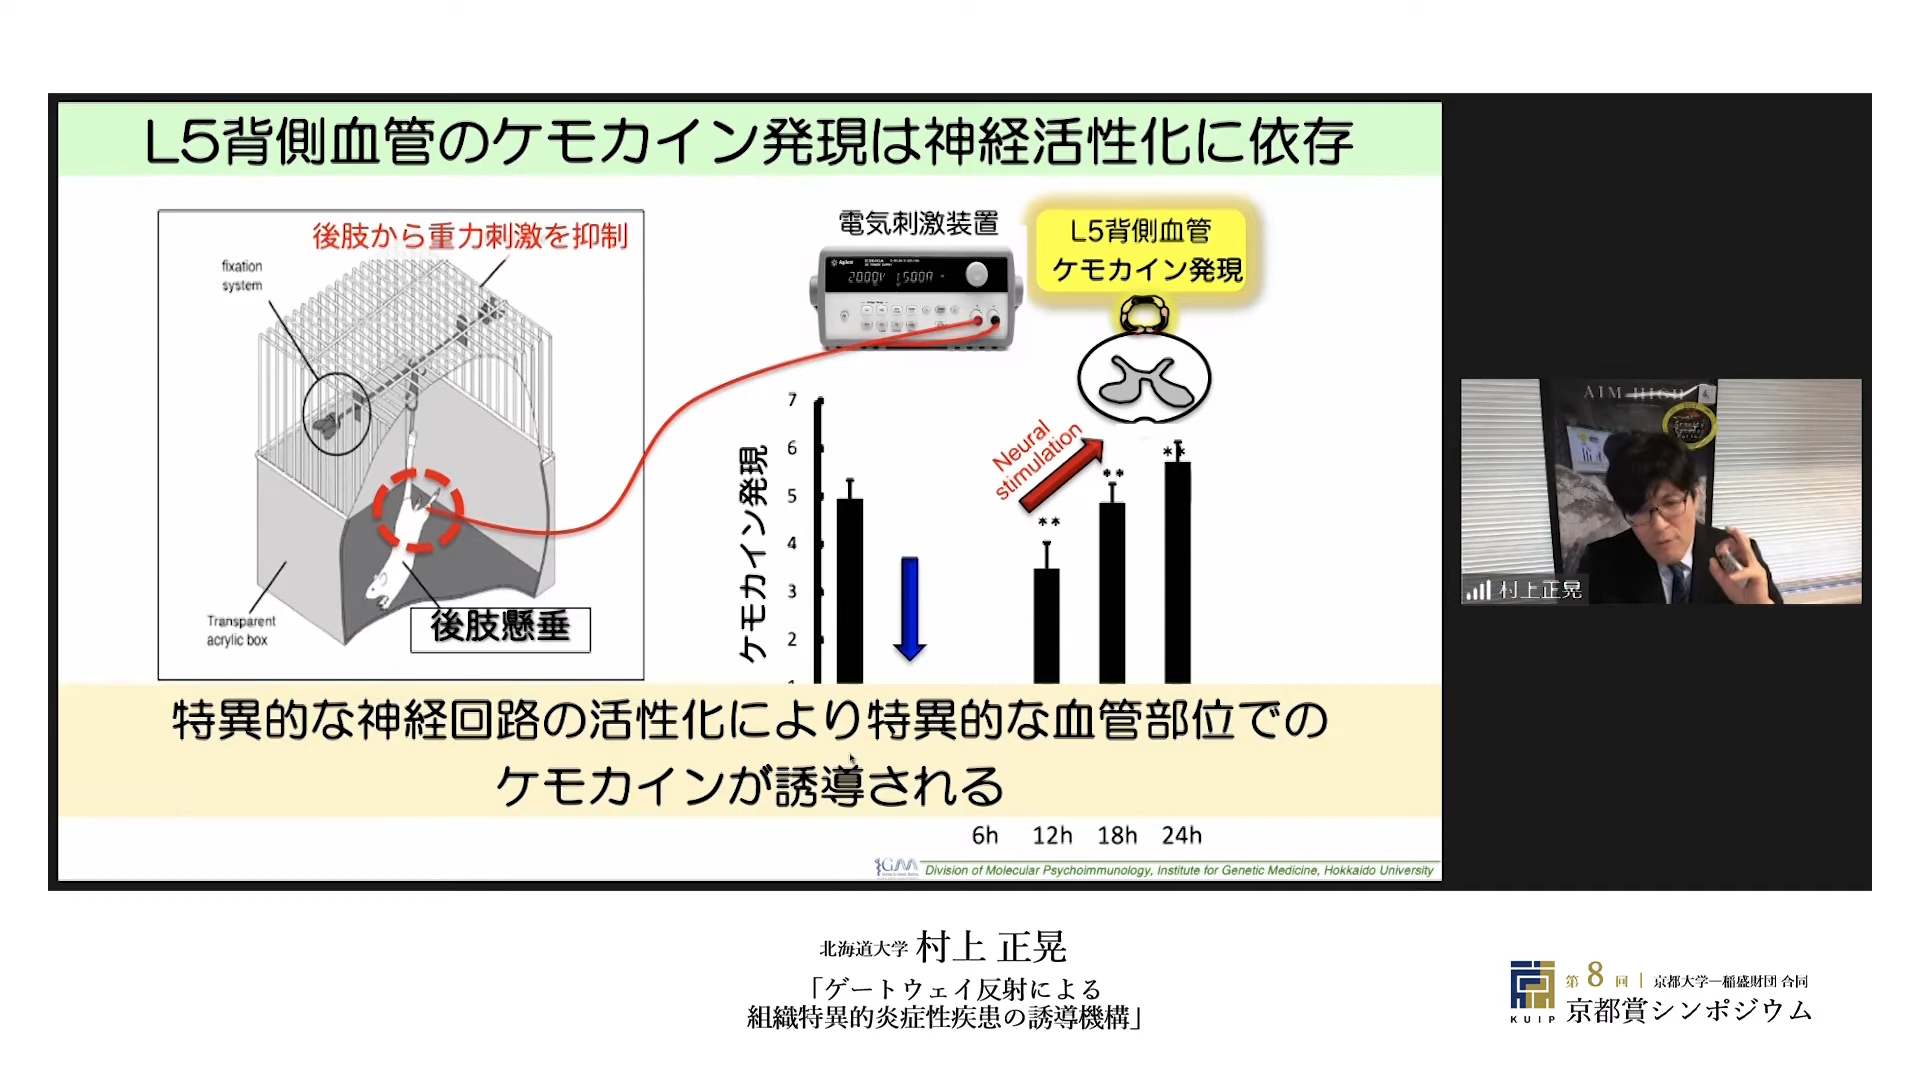 L5背側血管のケモカイン発現は神経活性化に依存
後肢から重力刺激を抑制
fixation
system
Transparent
acrylic box
後肢懸垂
電気刺激装置
Agilent
L5背側血管
ケモカイン発現
Neural
stimulation
ケモカイン発現
7
6
5
4
3
2
**
**
**
特異的な神経回路の活性化により特異的な血管部位での
ケモカインが誘導される
6h 12h 18h 24h
IGM
Division of Molecular Psychoimmunology, Institute for Genetic Medicine, Hokkaido University
AIM HIGH
村上正晃
北海道大学 村上 正晃
「ゲートウェイ反射による
組織特異的炎症性疾患の誘導機構」
KUIP
第8回 | 京都大学—稲盛財団 合同
京都賞シンポジウム